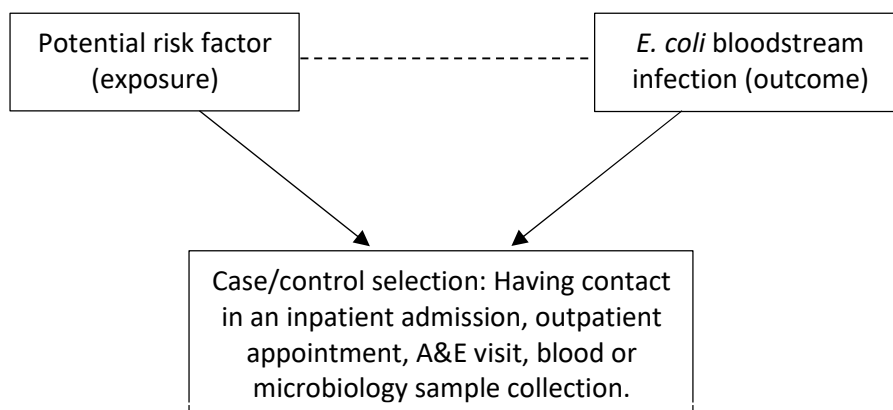 Potential risk factor
(exposure)
E. coli bloodstream
infection (outcome)
Case/control selection: Having contact
in an inpatient admission, outpatient
appointment, A&E visit, blood or
microbiology sample collection.